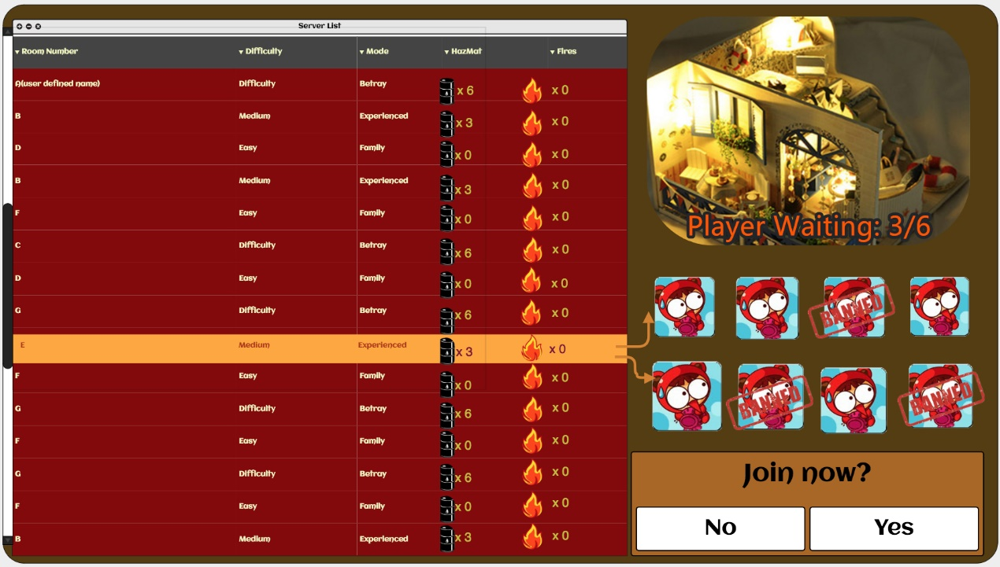 Server List
Room Number Difficulty Mode HazMat Fires
A(user defined name) Difficulty Betray x 6 x 0
B Medium Experienced x 3 x 0
D Easy Family x 0 x 0
B Medium Experienced x 3 x 0
F Easy Family x 0 x 0
C Difficulty Betray x 6 x 0
D Easy Family x 0 x 0
G Difficulty Betray x 6 x 0
E Medium Experienced x 3 x 0
F Easy Family x 0 x 0
G Difficulty Betray x 6 x 0
F Easy Family x 0 x 0
G Difficulty Betray x 6 x 0
F Easy Family x 0 x 0
B Medium Experienced x 3 x 0
Player Waiting: 3/6
BANNED
BANNED
BANNED
Join now?
No Yes